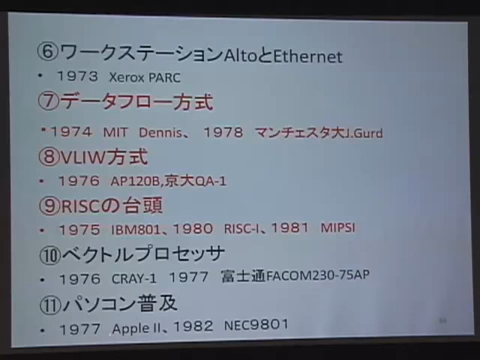 ⑥ワークステーションAltoとEthernet
• 1973 Xerox PARC
⑦データフロー方式
•1974 MIT Dennis、 1978 マンチェスタ大J.Gurd
⑧VLIW方式
• 1976 AP120B,京大QA-1
⑨RISCの台頭
• 1975 IBM801、1980 RISC-I、1981 MIPSI
⑩ベクトルプロセッサ
• 1976 CRAY-1 1977 富士通FACOM230-75AP
⑪パソコン普及
• 1977 Apple II、1982 NEC9801